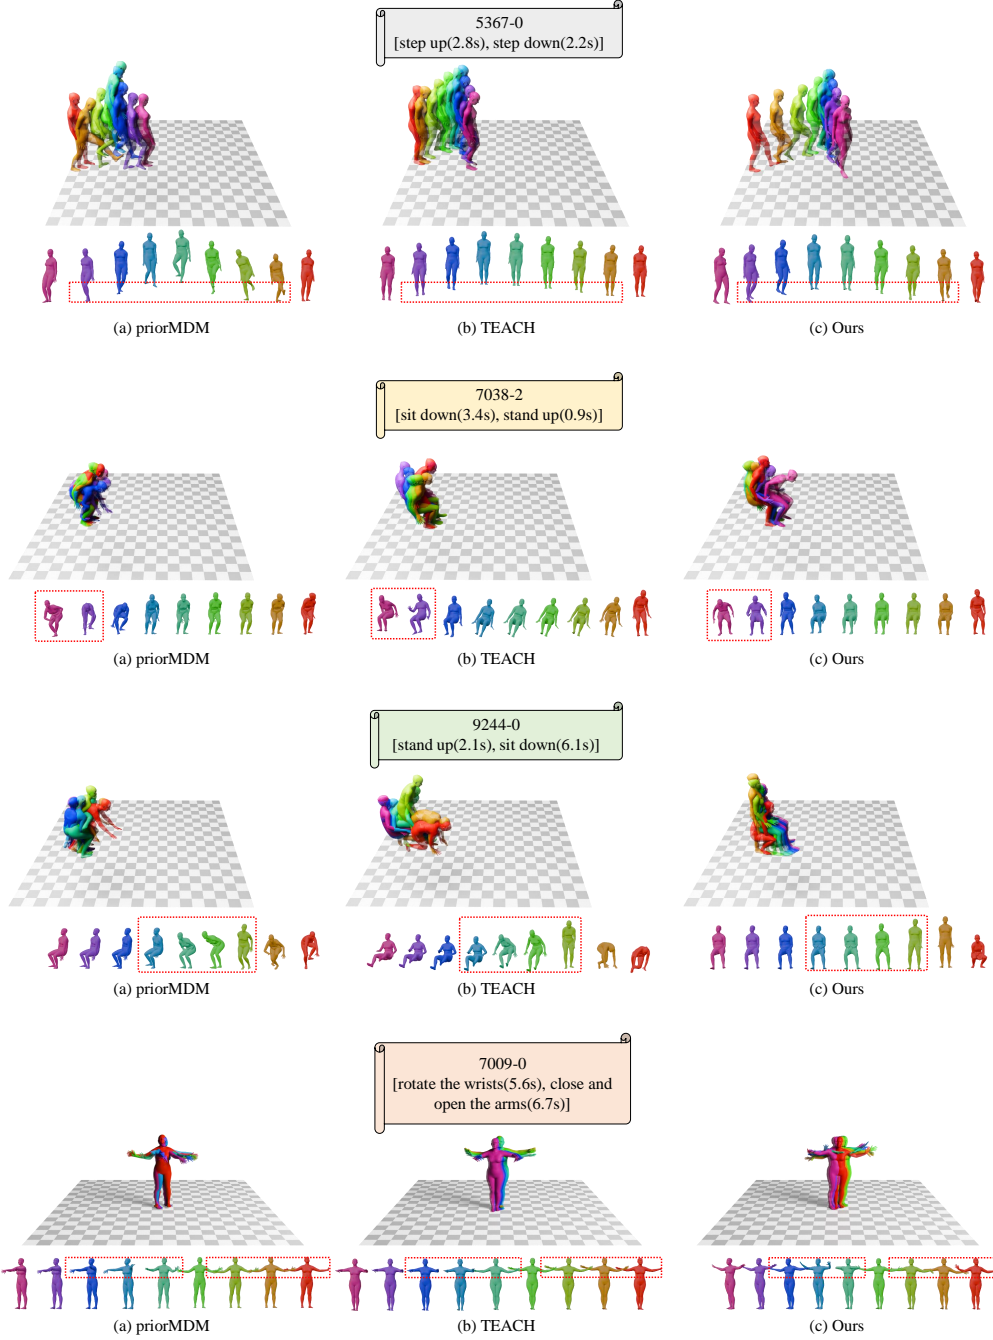 5367-0
[step up(2.8s), step down(2.2s)]
(a) priorMDM
(b) TEACH
(c) Ours
7038-2
[sit down(3.4s), stand up(0.9s)]
(a) priorMDM
(b) TEACH
(c) Ours
9244-0
[stand up(2.1s), sit down(6.1s)]
(a) priorMDM
(b) TEACH
(c) Ours
7009-0
[rotate the wrists(5.6s), close and
open the arms(6.7s)]
(a) priorMDM
(b) TEACH
(c) Ours